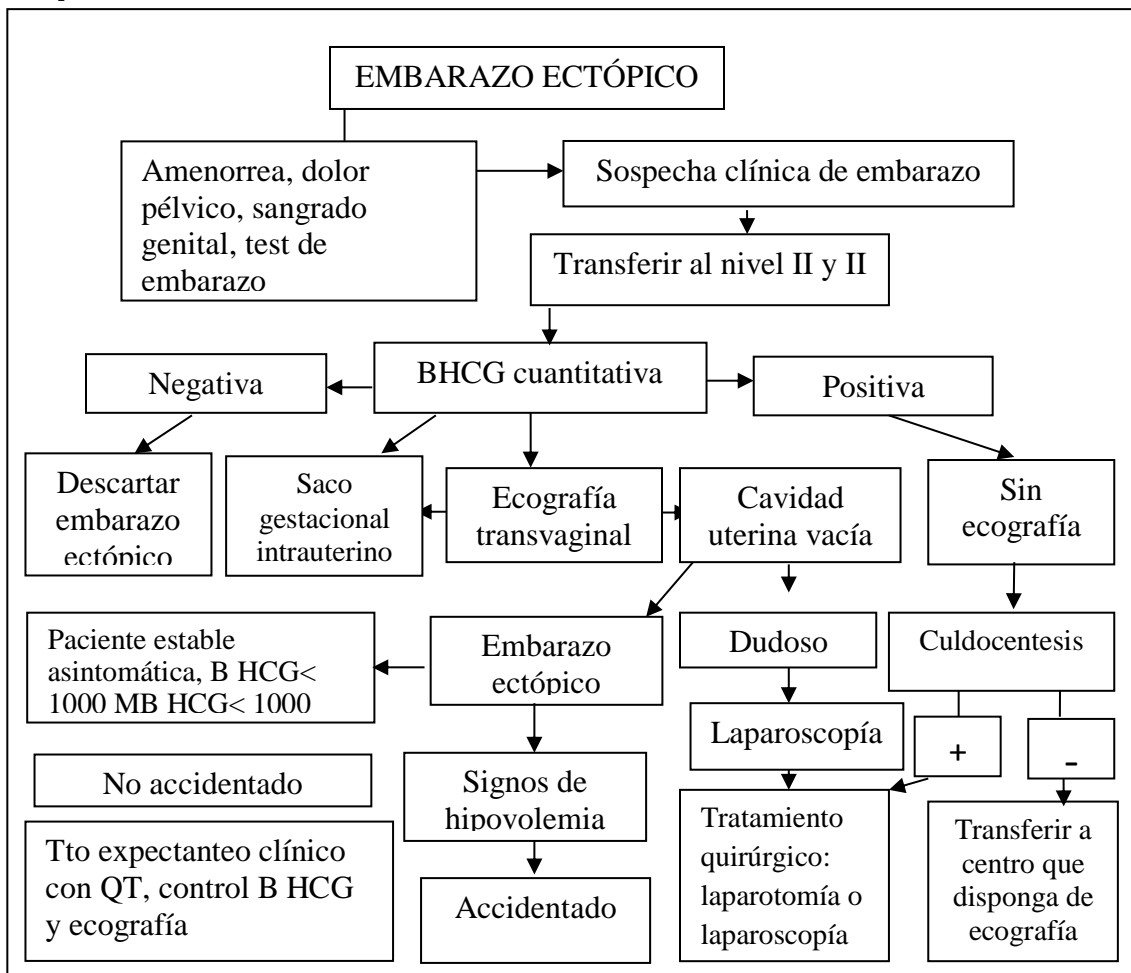 EMBARAZO ECTÓPICO
Amenorrea, dolor
pélvico, sangrado
genital, test de
embarazo
Sospecha clínica de embarazo
Transferir al nivel II y II
BHCG cuantitativa
Negativa
Positiva
Descartar
embarazo
ectópico
Saco
gestacional
intrauterino
Ecografía
transvaginal
Cavidad
uterina vacía
Sin
ecografía
Paciente estable
asintomática, B HCG<
1000 MB HCG< 1000
Embarazo
ectópico
Dudoso
Culdocentesis
Laparoscopía
+
-
No accidentado
Signos de
hipovolemia
Tto expectanteo clínico
con QT, control B HCG
y ecografía
Accidentado
Tratamiento
quirúrgico:
laparotomía o
laparoscopía
Transferir a
centro que
disponga de
ecografía